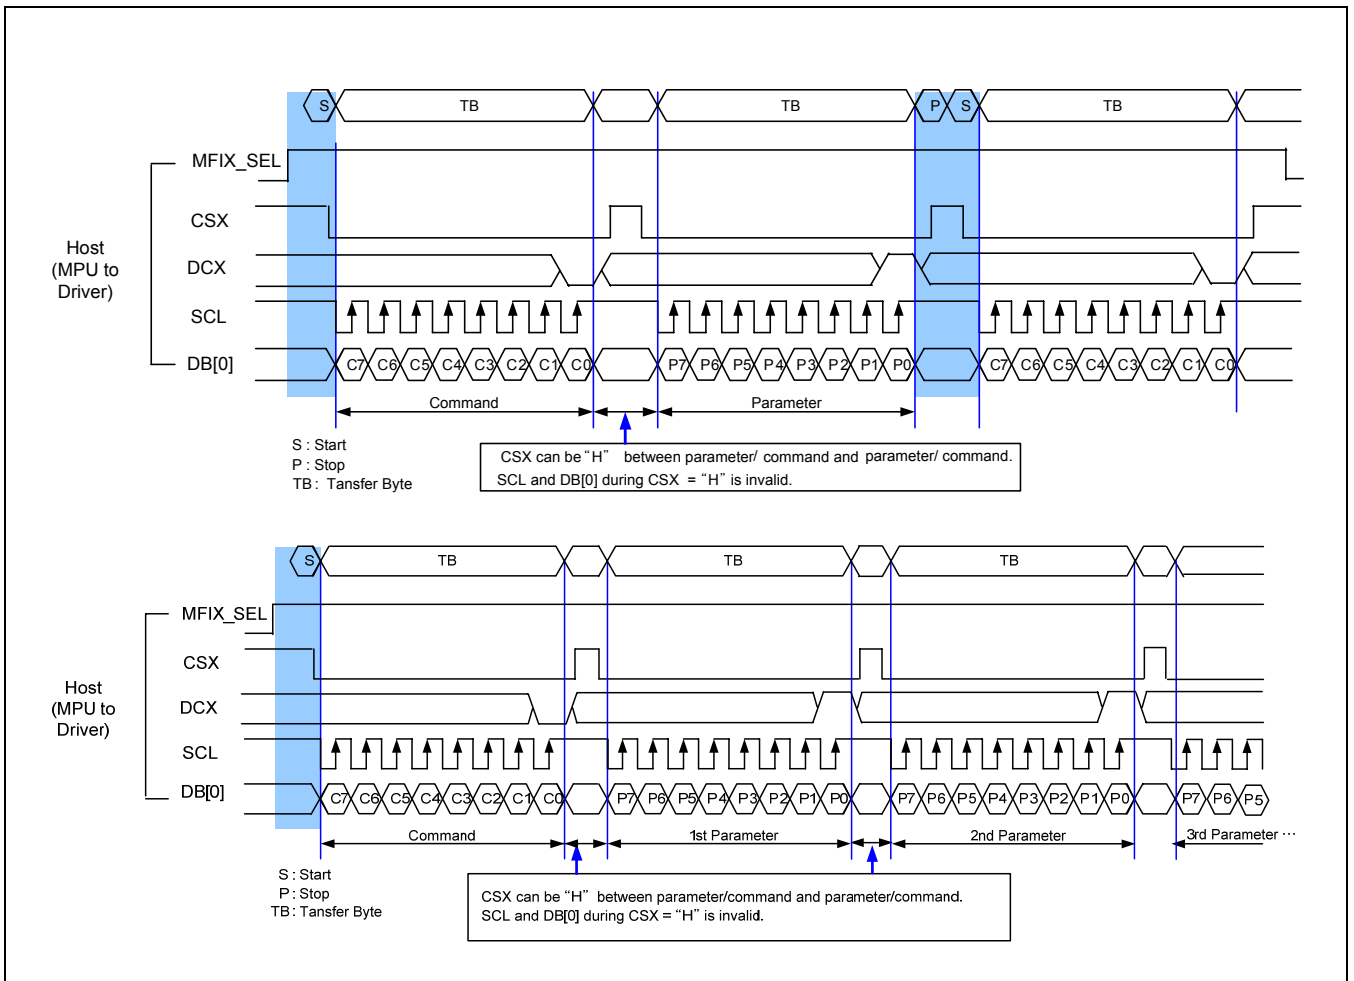 S TB TB P S TB
MFIX_SEL
CSX
Host
(MPU to
Driver)
DCX
SCL
DB[0] C7 C6 C5 C4 C3 C2 C1 C0 P7 P6 P5 P4 P3 P2 P1 P0 C7 C6 C5 C4 C3 C2 C1 C0
Command Parameter
S : Start
P : Stop
TB : Tansfer Byte
CSX can be “H” between parameter/ command and parameter/ command.
SCL and DB[0] during CSX = “H” is invalid.
S TB TB TB
MFIX_SEL
CSX
Host
(MPU to
Driver)
DCX
SCL
DB[0] C7 C6 C5 C4 C3 C2 C1 C0 P7 P6 P5 P4 P3 P2 P1 P0 P7 P6 P5 P4 P3 P2 P1 P0 P7 P6 P5
Command 1st Parameter 2nd Parameter 3rd Parameter ⋯
S : Start
P : Stop
TB : Tansfer Byte
CSX can be “H” between parameter/command and parameter/command.
SCL and DB[0] during CSX = “H” is invalid.